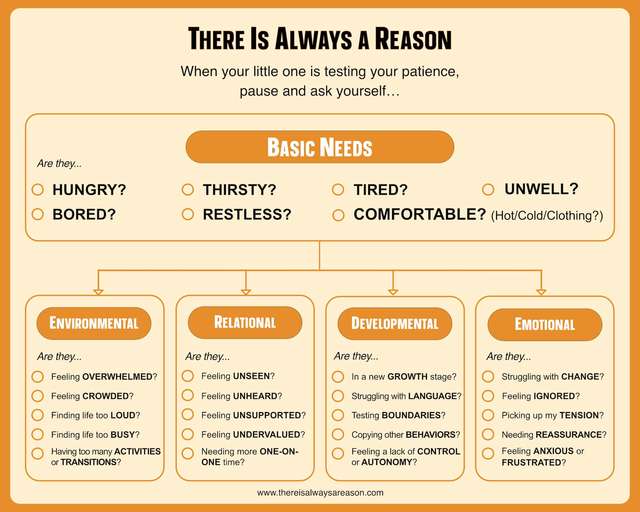 THERE IS ALWAYS A REASON
When your little one is testing your patience,
pause and ask yourself...
BASIC NEEDS
Are they...
HUNGRY?
THIRSTY?
TIRED?
UNWELL?
BORED?
RESTLESS?
COMFORTABLE? (Hot/Cold/Clothing?)
ENVIRONMENTAL
Are they...
Feeling OVERWHELMED?
Feeling CROWDED?
Finding life too LOUD?
Finding life too BUSY?
Having too many ACTIVITIES
or TRANSITIONS?
RELATIONAL
Are they...
Feeling UNSEEN?
Feeling UNHEARD?
Feeling UNSUPPORTED?
Feeling UNDERVALUED?
Needing more ONE-ON-
ONE time?
DEVELOPMENTAL
Are they...
In a new GROWTH stage?
Struggling with LANGUAGE?
Testing BOUNDARIES?
Copying other BEHAVIORS?
Feeling a lack of CONTROL
or AUTONOMY?
EMOTIONAL
Are they...
Struggling with CHANGE?
Feeling IGNORED?
Picking up my TENSION?
Needing REASSURANCE?
Feeling ANXIOUS or
FRUSTRATED?
www.thereisalwaysareason.com